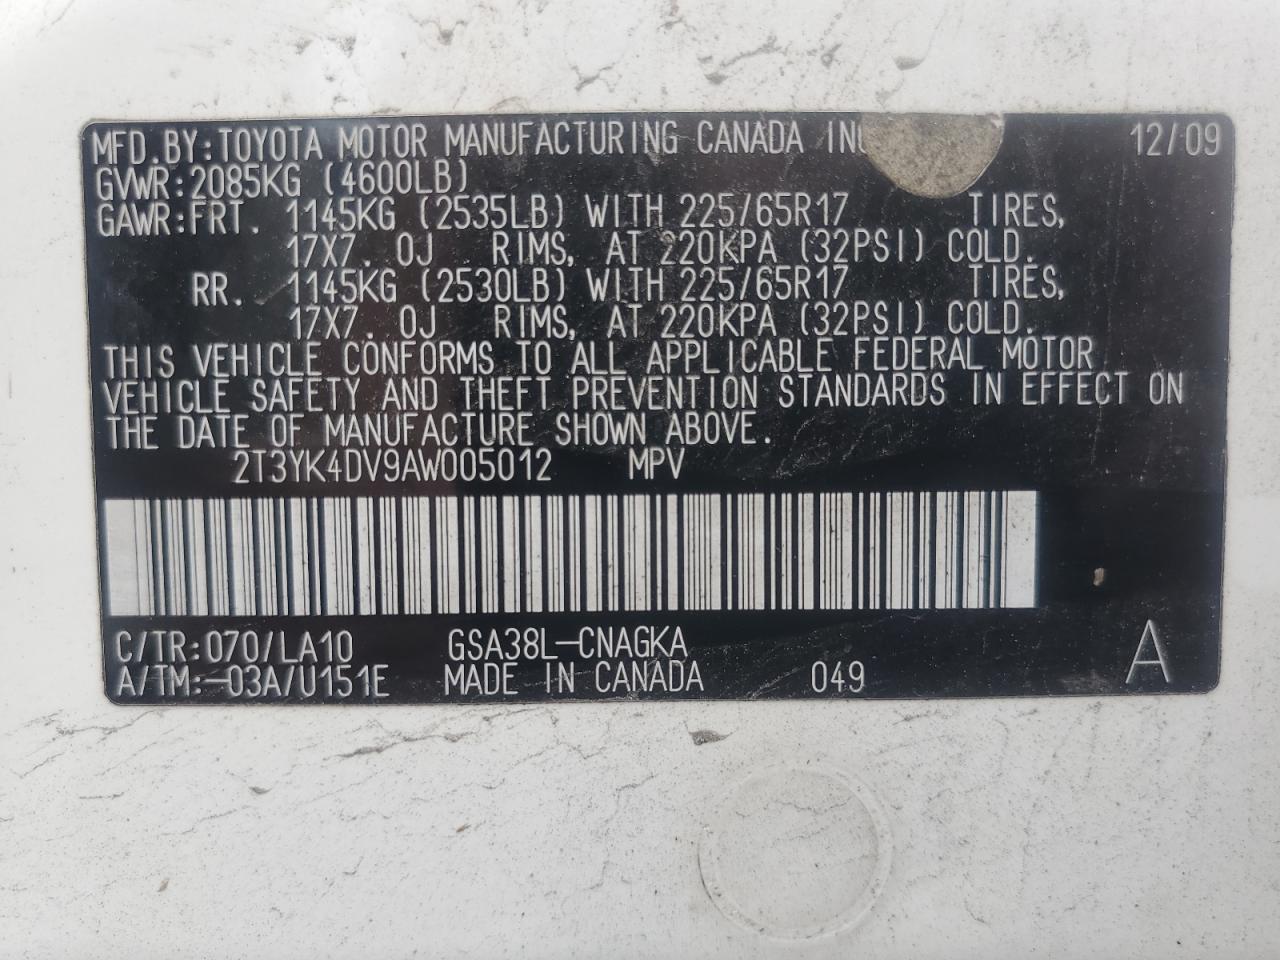 MFD.BY:TOYOTA MOTOR MANUFACTURING CANADA INC 12/09
GVWR:2085KG (4600LB)
GAWR:FRT. 1145KG (2535LB) WITH 225/65R17 TIRES,
17X7.0J RIMS, AT 220KPA (32PSI) COLD.
RR. 1145KG (2530LB) WITH 225/65R17 TIRES,
17X7.0J RIMS, AT 220KPA (32PSI) COLD.
THIS VEHICLE CONFORMS TO ALL APPLICABLE FEDERAL MOTOR
VEHICLE SAFETY AND THEFT PREVENTION STANDARDS IN EFFECT ON
THE DATE OF MANUFACTURE SHOWN ABOVE.
2T3YK4DV9AW005012 MPV
C/TR:070/LA10 GSA38L-CNAGKA
A/TM:-03A/U151E MADE IN CANADA 049 A